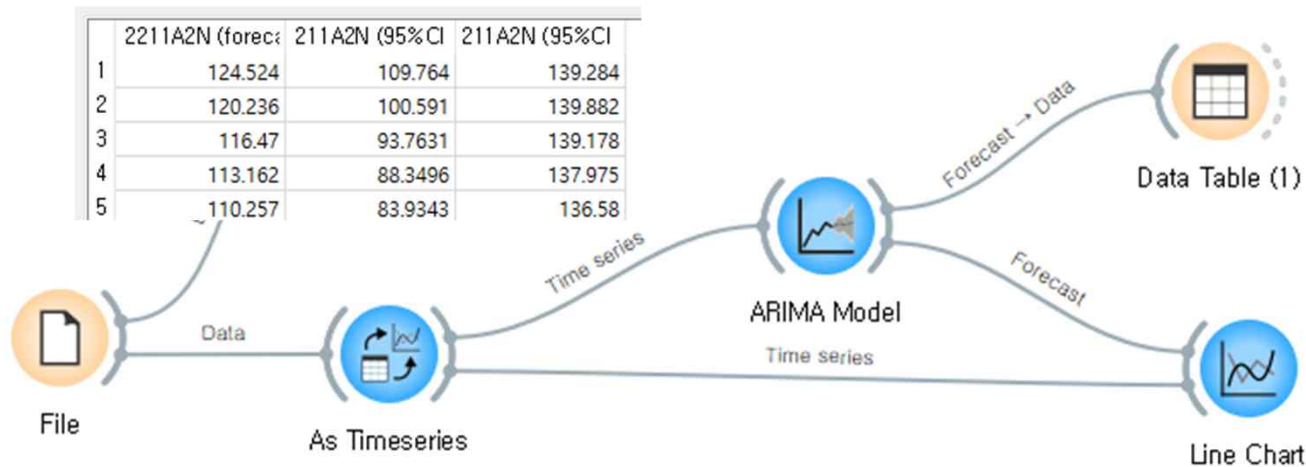 2211A2N (foreca 211A2N (95%CI 211A2N (95%CI
1 124.524 109.764 139.284
2 120.236 100.591 139.882
3 116.47 93.7631 139.178
4 113.162 88.3496 137.975
5 110.257 83.9343 136.58
Forecast → Data
Data Table (1)
Time series
ARIMA Model
Forecast
Data
Time series
File
As Timeseries
Line Chart